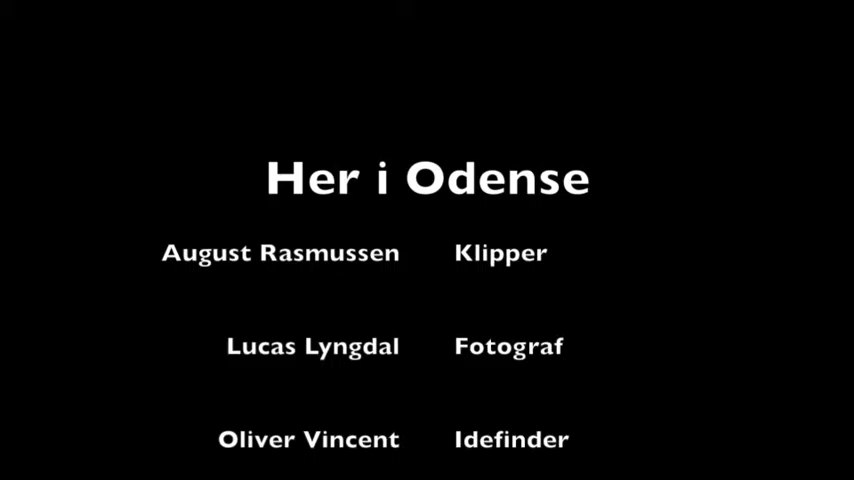 Her i Odense
August Rasmussen Klipper
Lucas Lyngdal Fotograf
Oliver Vincent Idefinder